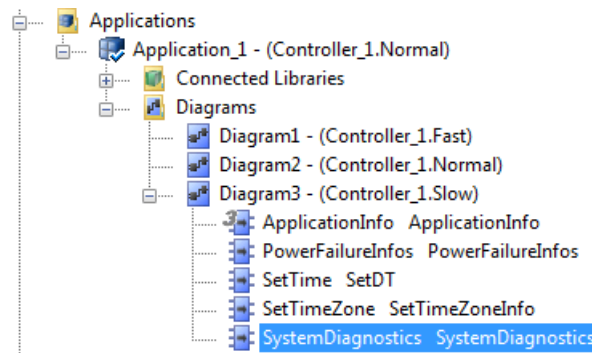 Applications
Application_1 - (Controller_1.Normal)
Connected Libraries
Diagrams
Diagram1 - (Controller_1.Fast)
Diagram2 - (Controller_1.Normal)
Diagram3 - (Controller_1.Slow)
3 ApplicationInfo ApplicationInfo
PowerFailureInfos PowerFailureInfos
SetTime SetDT
SetTimeZone SetTimeZoneInfo
SystemDiagnostics SystemDiagnostics